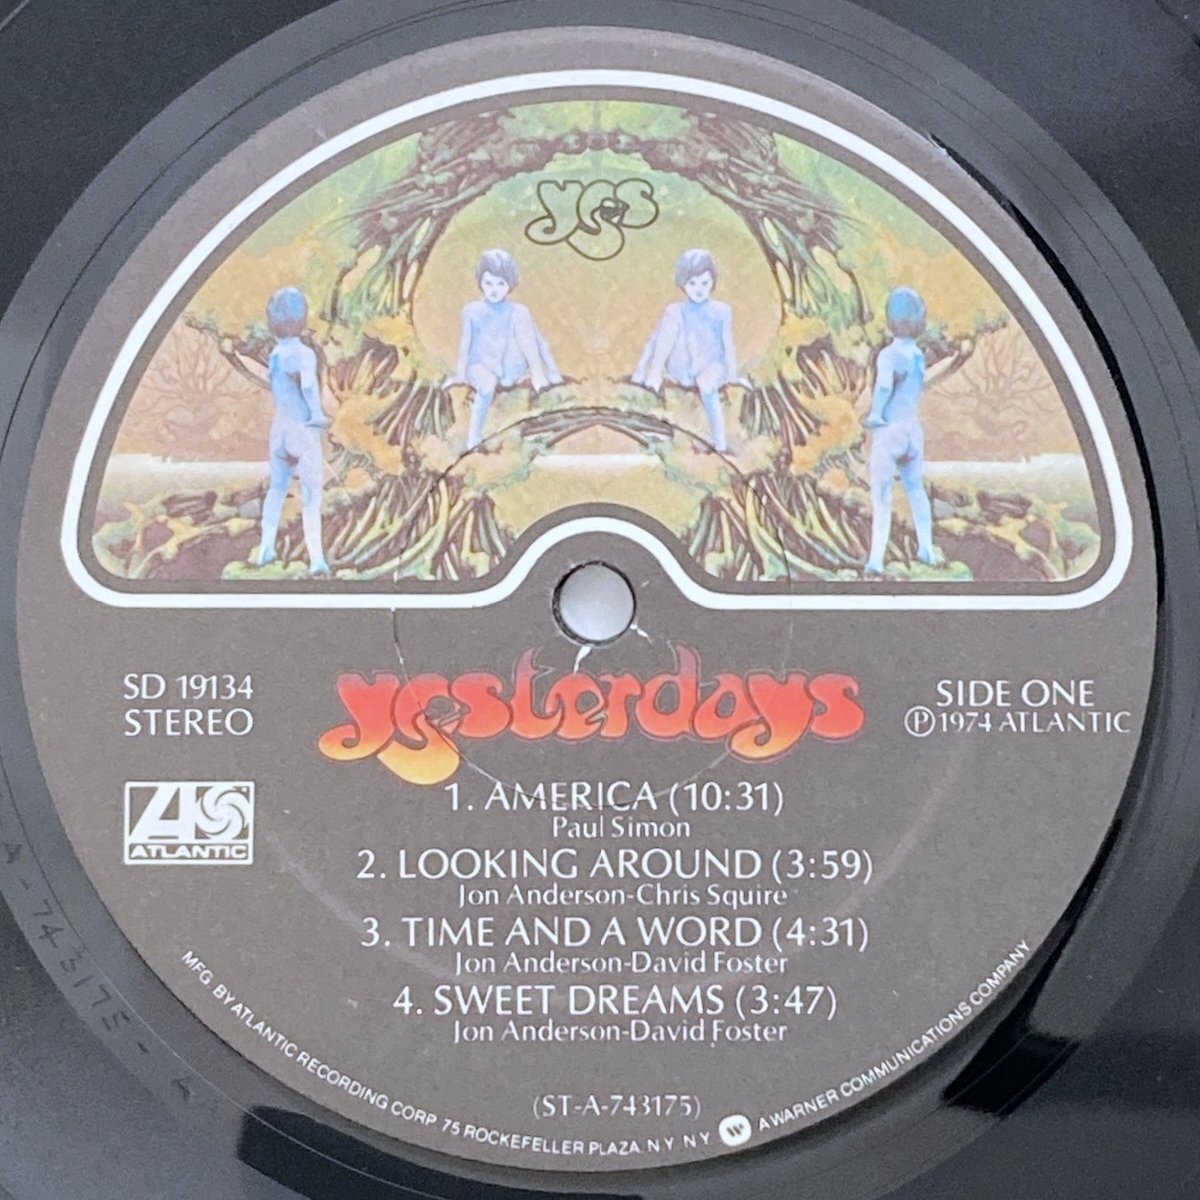 yes
SD 19134
STEREO
yesterdays
SIDE ONE
Ⓟ1974 ATLANTIC
ATLANTIC
1. AMERICA (10:31)
Paul Simon
2. LOOKING AROUND (3:59)
Jon Anderson-Chris Squire
3. TIME AND A WORD (4:31)
Jon Anderson-David Foster
4. SWEET DREAMS (3:47)
Jon Anderson-David Foster
(ST-A-743175)
MFG BY ATLANTIC RECORDING CORP. 75 ROCKEFELLER PLAZA. N Y N Y A WARNER COMMUNICATIONS COMPANY